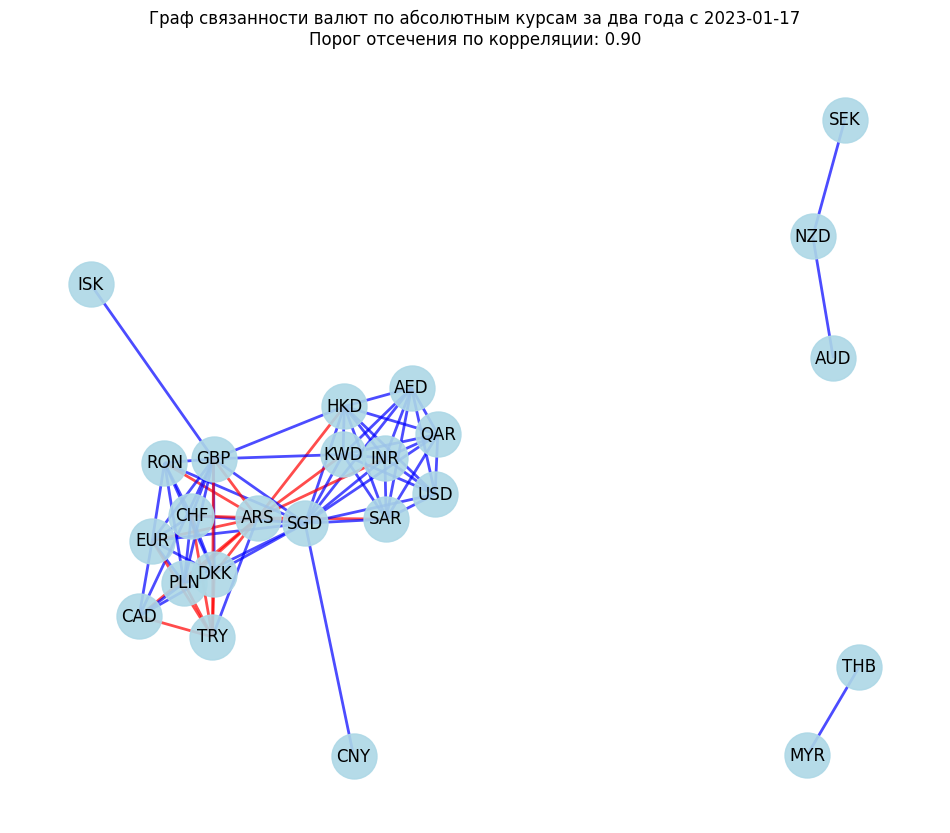 Граф связанности валют по абсолютным курсам за два года с 2023-01-17
Порог отсечения по корреляции: 0.90
SEK
NZD
ISK
AUD
AED
HKD
QAR
KWD
INR
GBP
RON
USD
CHF
ARS
SGD
SAR
EUR
DKK
PLN
CAD
TRY
THB
CNY
MYR